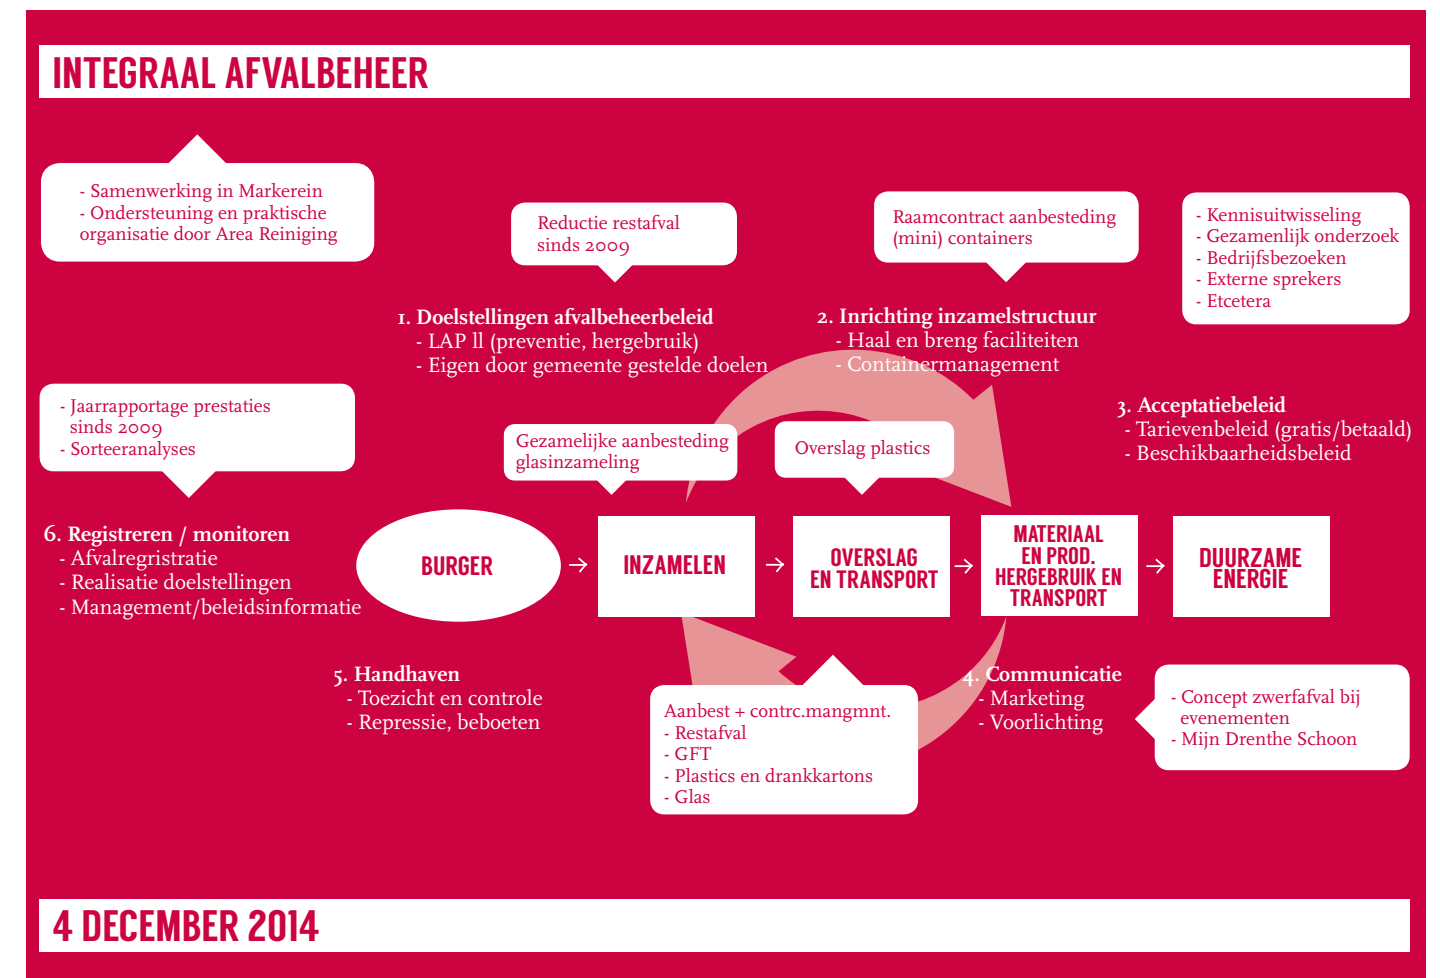 INTEGRAAL AFVALBEHEER
- Samenwerking in Markerein
- Ondersteuning en praktische
organisatie door Area Reiniging
Reductie restafval
sinds 2009
Raamcontract aanbesteding
(mini) containers
- Kennisuitwisseling
- Gezamenlijk onderzoek
- Bedrijfsbezoeken
- Externe sprekers
- Etcetera
1. Doelstellingen afvalbeheerbeleid
- LAP ll (preventie, hergebruik)
- Eigen door gemeente gestelde doelen
2. Inrichting inzamelstructuur
- Haal en breng faciliteiten
- Containermanagement
3. Acceptatiebeleid
- Tarievenbeleid (gratis/betaald)
- Beschikbaarheidsbeleid
- Jaarrapportage prestaties
sinds 2009
- Sorteeranalyses
Gezamelijke aanbesteding
glasinzameling
Overslag plastics
6. Registreren / monitoren
- Afvalregristratie
- Realisatie doelstellingen
- Management/beleidsinformatie
BURGER
INZAMELEN
OVERSLAG
EN TRANSPORT
MATERIAAL
EN PROD.
HERGEBRUIK EN
TRANSPORT
DUURZAME
ENERGIE
5. Handhaven
- Toezicht en controle
- Repressie, beboeten
Aanbest + contrc.mangmnt.
- Restafval
- GFT
- Plastics en drankkartons
- Glas
4. Communicatie
- Marketing
- Voorlichting
- Concept zwerfafval bij
evenementen
- Mijn Drenthe Schoon
4 DECEMBER 2014